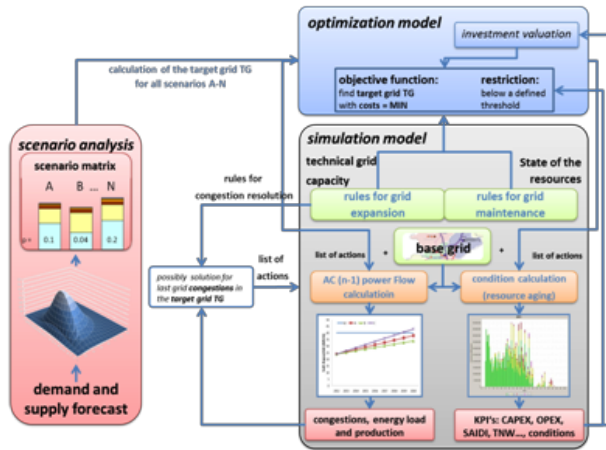 optimization model
investment valuation
calculation of the target grid TG
for all scenarios A-N
objective function:
find target grid TG
with costs = MIN
restriction:
below a defined
threshold
scenario analysis
scenario matrix
A B ... N
0.1 0.04 0.2
demand and
supply forecast
simulation model
technical grid
capacity
State of the
resources
rules for
congestion resolution
rules for grid
expansion
rules for grid
maintenance
base grid
list of actions
+
+
list of actions
possibly solution for
last grid congestions in
the target grid TG
list of
actions
AC (n-1) power Flow
calculatioin
condition calculation
(resource aging)
congestions, energy load
and production
KPI's: CAPEX, OPEX,
SAIDI, TNW..., conditions